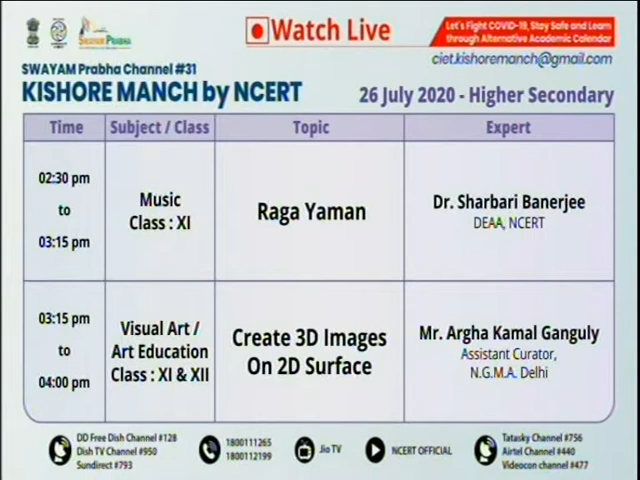 Watch Live
Let's Fight COVID-19, Stay Safe and Learn
through Alternative Academic Calendar
SWAYAM PRABHA
ciet.kishoremanch@gmail.com
SWAYAM Prabha Channel #31
KISHORE MANCH by NCERT
26 July 2020 - Higher Secondary
Time
Subject / Class
Topic
Expert
02:30 pm
to
03:15 pm
Music
Class : XI
Raga Yaman
Dr. Sharbari Banerjee
DEAA, NCERT
03:15 pm
to
04:00 pm
Visual Art /
Art Education
Class : XI & XII
Create 3D Images
On 2D Surface
Mr. Argha Kamal Ganguly
Assistant Curator,
N.G.M.A. Delhi
DD Free Dish Channel #128
Dish TV Channel #950
Sundirect #793
1800111265
1800112199
Jio TV
NCERT OFFICIAL
Tatasky Channel #756
Airtel Channel #440
Videocon channel #477